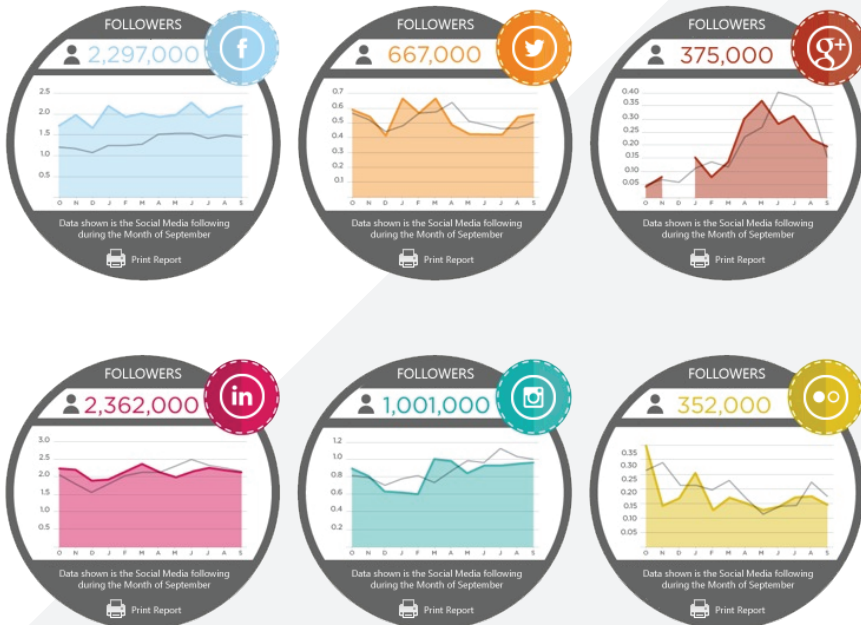 FOLLOWERS
2,297,000
f
2.5
2.0
1.5
1.0
0.5
O N D J F M A M J J A S
Data shown is the Social Media following
during the Month of September
Print Report
FOLLOWERS
667,000
0.7
0.6
0.5
0.4
0.3
0.2
0.1
O N D J F M A M J J A S
Data shown is the Social Media following
during the Month of September
Print Report
FOLLOWERS
375,000
g+
0.40
0.35
0.30
0.25
0.20
0.15
0.10
0.05
O N D J F M A M J J A S
Data shown is the Social Media following
during the Month of September
Print Report
FOLLOWERS
2,362,000
in
3.0
2.5
2.0
1.5
1.0
0.5
O N D J F M A M J J A S
Data shown is the Social Media following
during the Month of September
Print Report
FOLLOWERS
1,001,000
1.2
1.0
0.8
0.6
0.4
0.2
O N D J F M A M J J A S
Data shown is the Social Media following
during the Month of September
Print Report
FOLLOWERS
352,000
0.35
0.20
0.15
0.05
O N D J F M A M J J A S
Data shown is the Social Media following
during the Month of September
Print Report